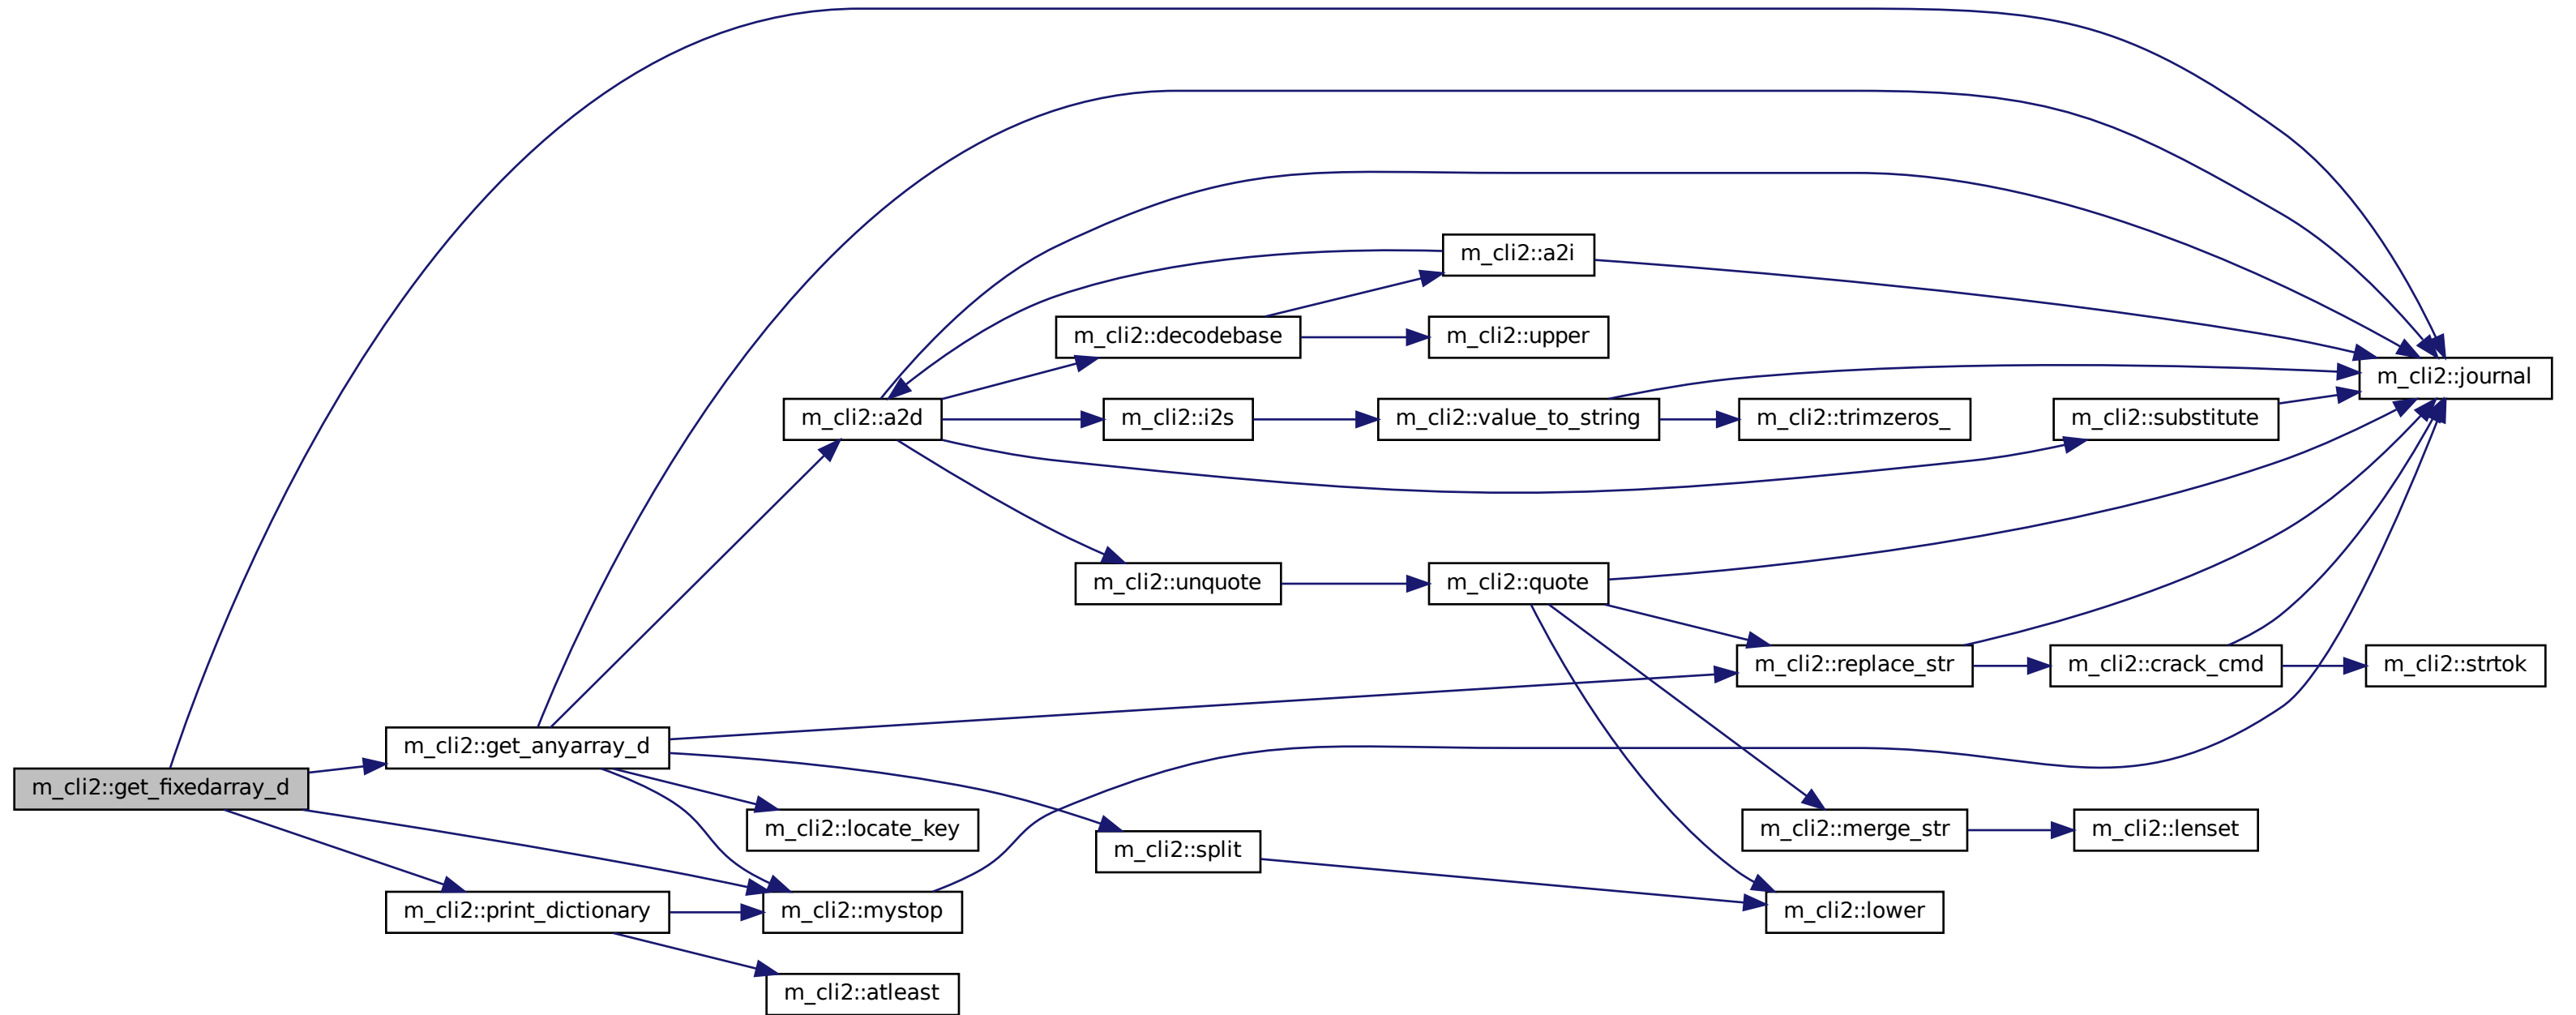 m_cli2::a2i
m_cli2::decodebase
m_cli2::upper
m_cli2::journal
m_cli2::a2d
m_cli2::i2s
m_cli2::value_to_string
m_cli2::trimzeros_
m_cli2::substitute
m_cli2::unquote
m_cli2::quote
m_cli2::replace_str
m_cli2::crack_cmd
m_cli2::strtok
m_cli2::get_anyarray_d
m_cli2::get_fixedarray_d
m_cli2::locate_key
m_cli2::merge_str
m_cli2::lenset
m_cli2::split
m_cli2::print_dictionary
m_cli2::mystop
m_cli2::lower
m_cli2::atleast